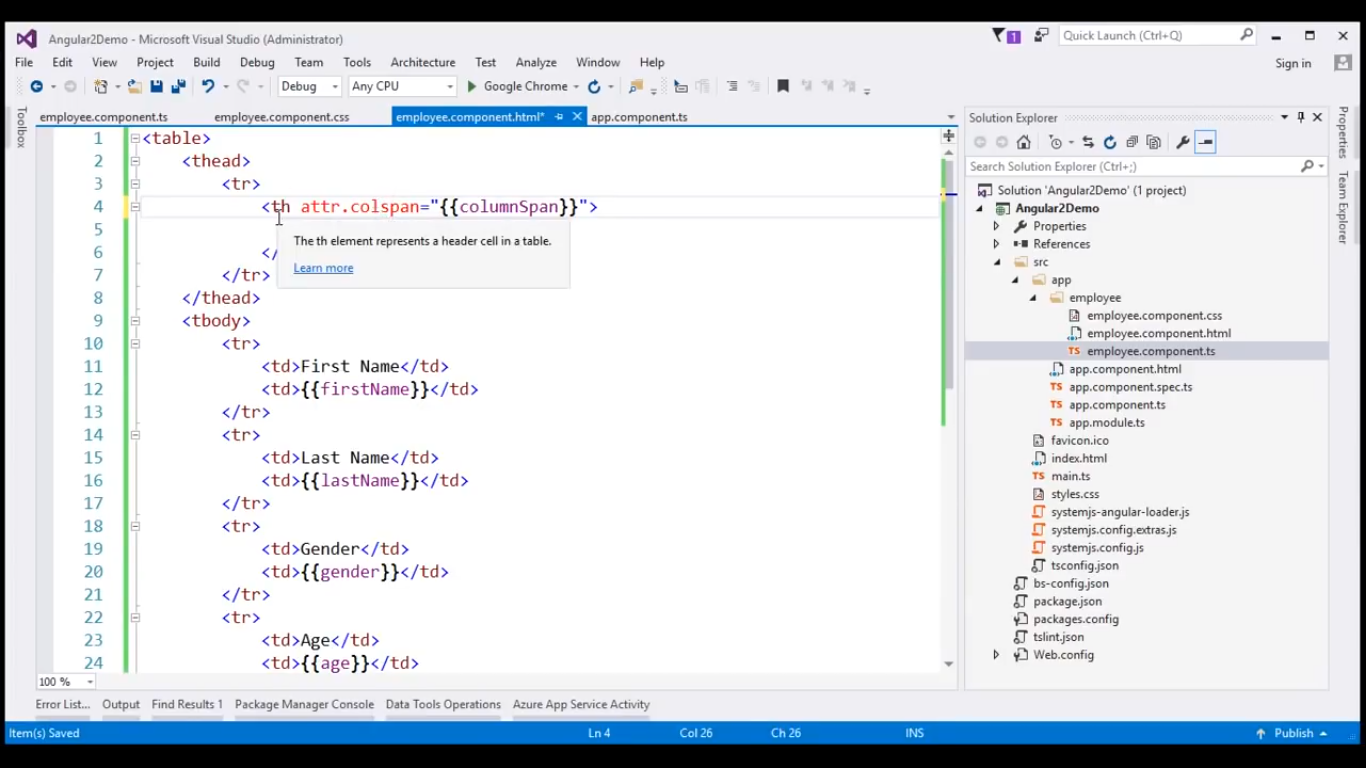 Angular2Demo - Microsoft Visual Studio (Administrator)
1
Quick Launch (Ctrl+Q)
File Edit View Project Build Debug Team Tools Architecture Test Analyze Window Help
Sign in
Debug Any CPU Google Chrome
Toolbox
employee.component.ts employee.component.css employee.component.html* app.component.ts
1 <table>
2 <thead>
3 <tr>
4 <th attr.colspan="{{columnSpan}}">
5
The th element represents a header cell in a table.
6 </
Learn more
7 </tr>
8 </thead>
9 <tbody>
10 <tr>
11 <td>First Name</td>
12 <td>{{firstName}}</td>
13 </tr>
14 <tr>
15 <td>Last Name</td>
16 <td>{{lastName}}</td>
17 </tr>
18 <tr>
19 <td>Gender</td>
20 <td>{{gender}}</td>
21 </tr>
22 <tr>
23 <td>Age</td>
24 <td>{{age}}</td>
100 %
Solution Explorer
Search Solution Explorer (Ctrl+;)
Solution 'Angular2Demo' (1 project)
Angular2Demo
Properties
References
src
app
employee
employee.component.css
employee.component.html
TS employee.component.ts
app.component.html
TS app.component.spec.ts
TS app.component.ts
TS app.module.ts
favicon.ico
index.html
TS main.ts
styles.css
systemjs-angular-loader.js
systemjs.config.extras.js
systemjs.config.js
tsconfig.json
bs-config.json
package.json
packages.config
tslint.json
Web.config
Properties
Team Explorer
Error List... Output Find Results 1 Package Manager Console Data Tools Operations Azure App Service Activity
Item(s) Saved Ln 4 Col 26 Ch 26 INS Publish